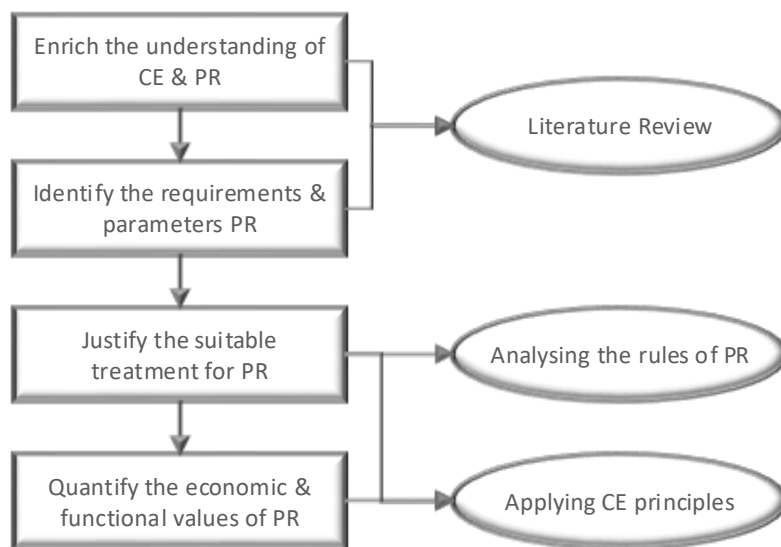 Enrich the understanding of
CE & PR
Literature Review
Identify the requirements &
parameters PR
Justify the suitable
treatment for PR
Analysing the rules of PR
Quantify the economic &
functional values of PR
Applying CE principles